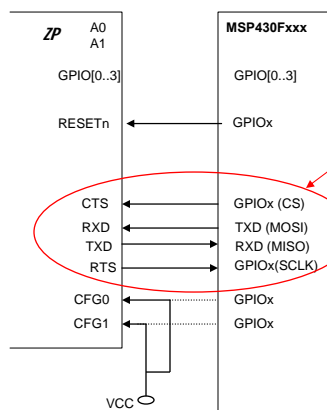 ZP A0 MSP430Fxxx
A1
GPIO[0..3] GPIO[0..3]
RESETn GPIOx
CTS GPIOx (CS)
RXD TXD (MOSI)
TXD RXD (MISO)
RTS GPIOx(SCLK)
CFG0 GPIOx
CFG1 GPIOx
VCC